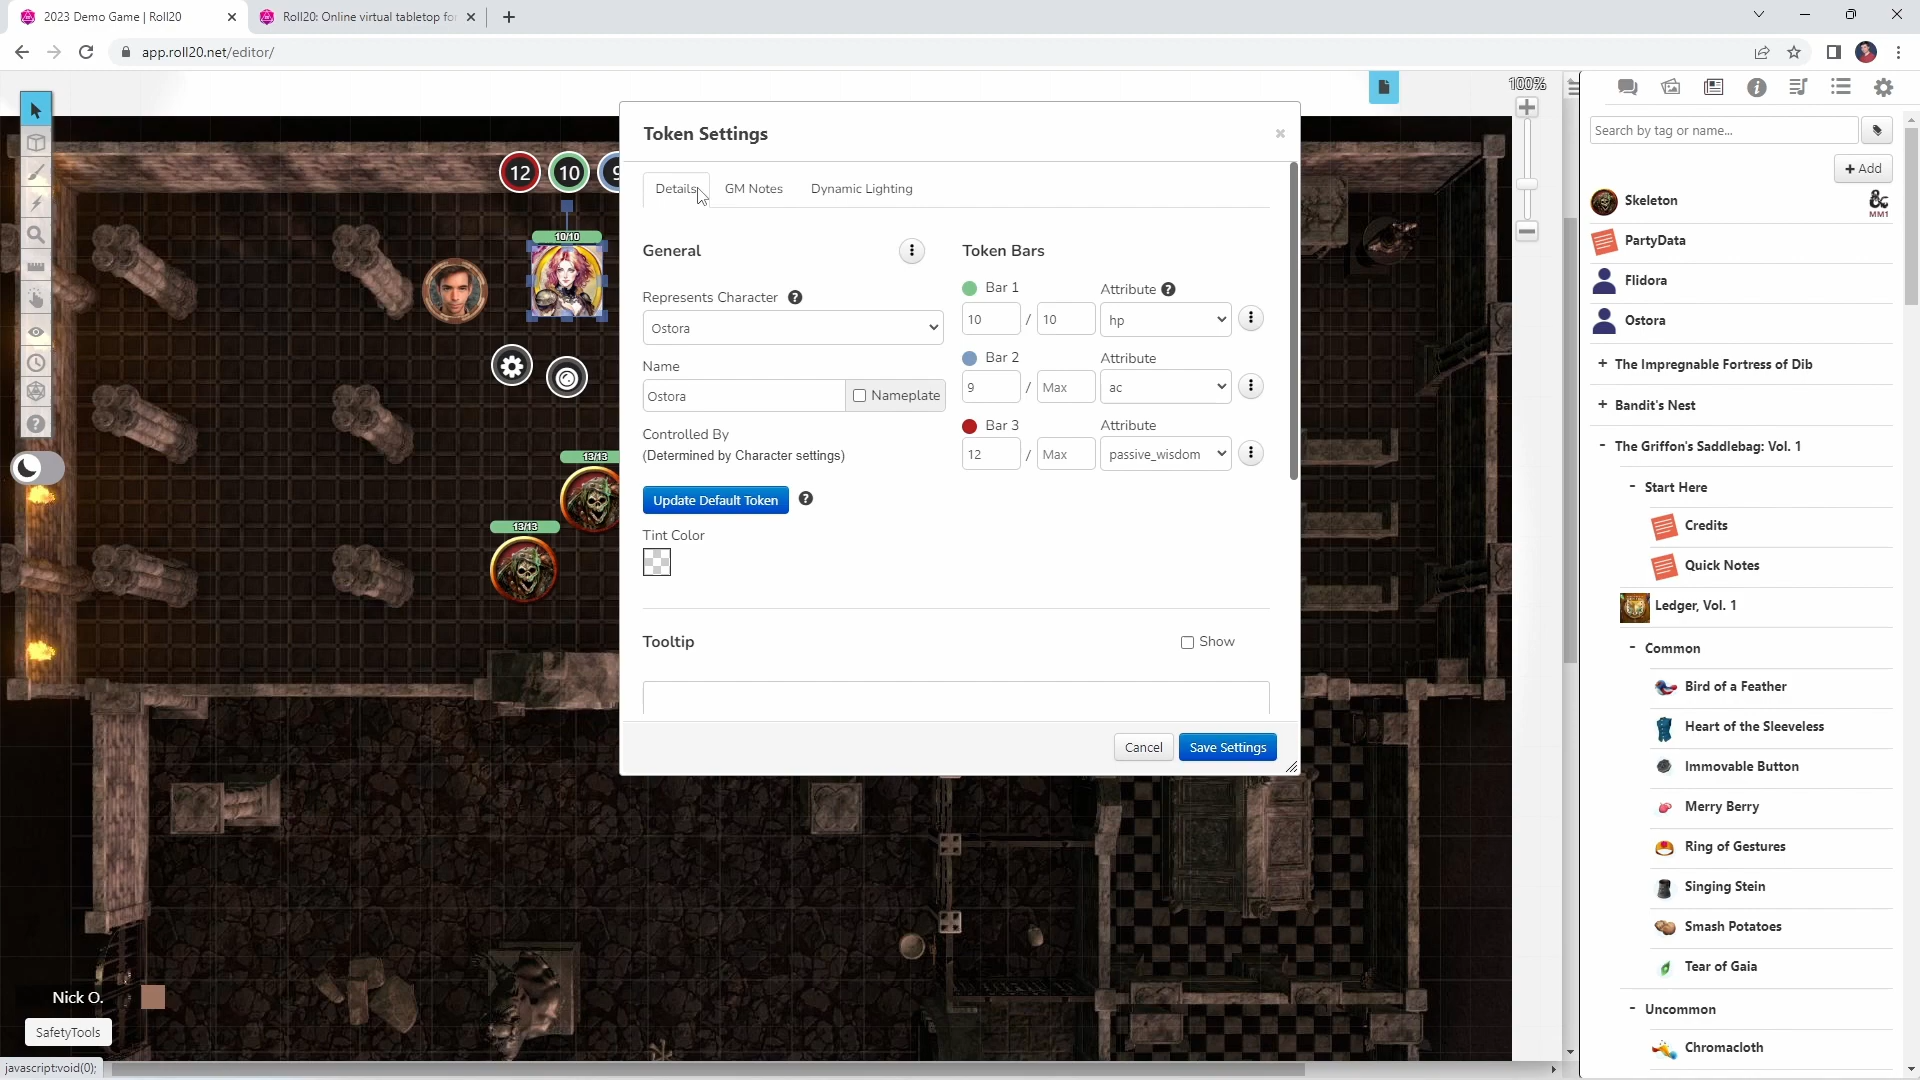 2023 Demo Game | Roll20
Roll20: Online virtual tabletop for
app.roll20.net/editor/
100%
Token Settings
Details
GM Notes
Dynamic Lighting
General
Represents Character
Ostora
Name
Ostora
Nameplate
Controlled By
(Determined by Character settings)
Update Default Token
Tint Color
Token Bars
Bar 1
Attribute
10 / 10
hp
Bar 2
Attribute
9 / Max
ac
Bar 3
Attribute
12 / Max
passive_wisdom
Tooltip
Show
Cancel
Save Settings
12
10
9
10/10
13/13
13/13
Nick O.
SafetyTools
javascript:void(0);
Search by tag or name...
+ Add
Skeleton
MM1
PartyData
Flidora
Ostora
+ The Impregnable Fortress of Dib
+ Bandit's Nest
- The Griffon's Saddlebag: Vol. 1
- Start Here
Credits
Quick Notes
Ledger, Vol. 1
- Common
Bird of a Feather
Heart of the Sleeveless
Immovable Button
Merry Berry
Ring of Gestures
Singing Stein
Smash Potatoes
Tear of Gaia
- Uncommon
Chromacloth